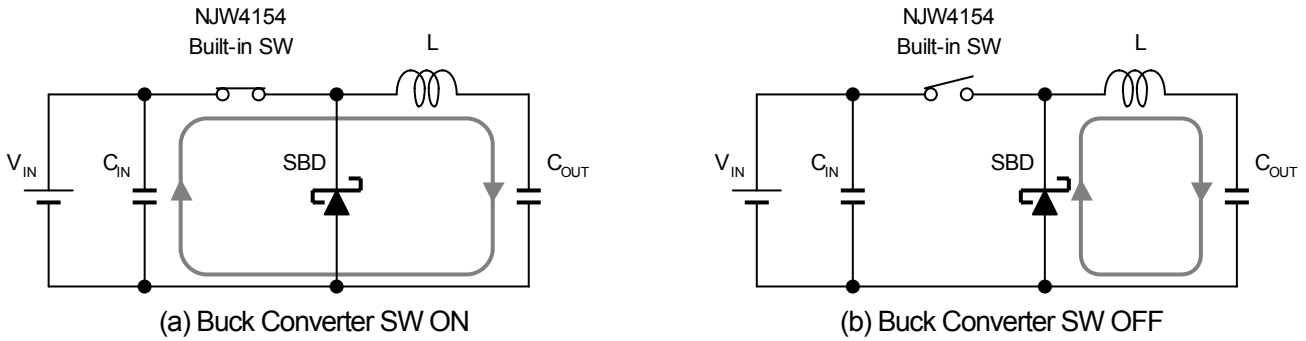 NJW4154
Built-in SW
L
V_IN
C_IN
SBD
C_OUT
(a) Buck Converter SW ON
NJW4154
Built-in SW
L
V_IN
C_IN
SBD
C_OUT
(b) Buck Converter SW OFF